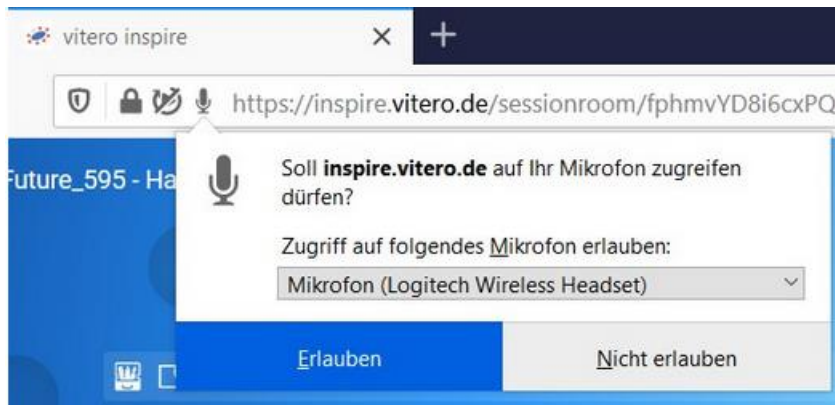 vitero inspire
https://inspire.vitero.de/sessionroom/fphmvYD8i6cxPQ
Future_595 - Ha
Soll inspire.vitero.de auf Ihr Mikrofon zugreifen
dürfen?
Zugriff auf folgendes Mikrofon erlauben:
Mikrofon (Logitech Wireless Headset)
Erlauben
Nicht erlauben